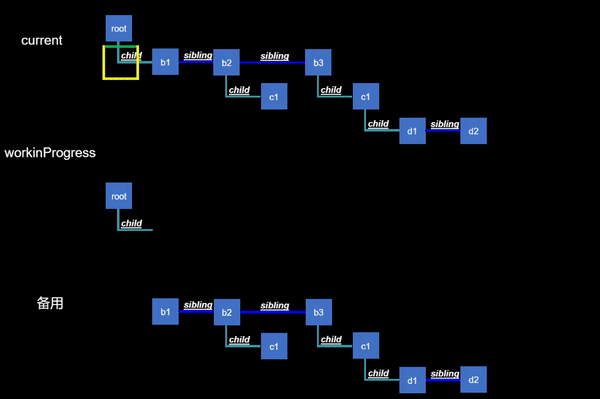 current
root
child
b1
sibling
b2
sibling
b3
child
c1
child
c1
child
d1
sibling
d2
workinProgress
root
child
备用
b1
sibling
b2
sibling
b3
child
c1
child
c1
child
d1
sibling
d2